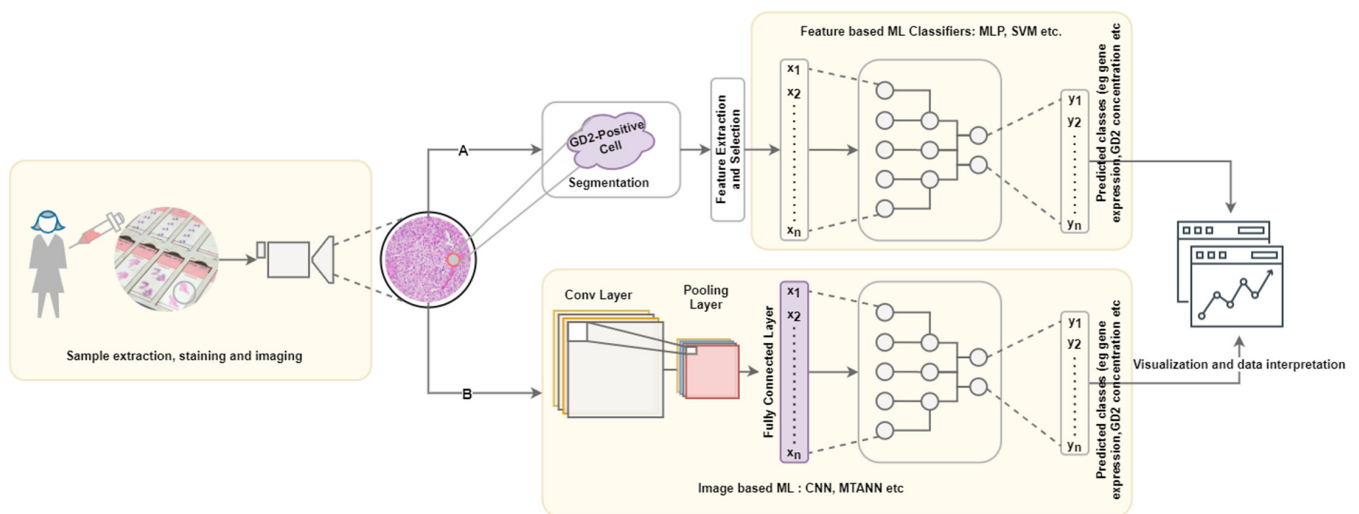 Sample extraction, staining and imaging
A
GD2-Positive
Cell
Segmentation
Feature Extraction
and Selection
Feature based ML Classifiers: MLP, SVM etc.
x1
x2
xn
y1
y2
yn
Predicted classes (eg gene
expression,GD2 concentration etc
B
Conv Layer
Pooling
Layer
Fully Connected Layer
x1
x2
xn
y1
y2
yn
Predicted classes (eg gene
expression,GD2 concentration etc
Image based ML : CNN, MTANN etc
Visualization and data interpretation